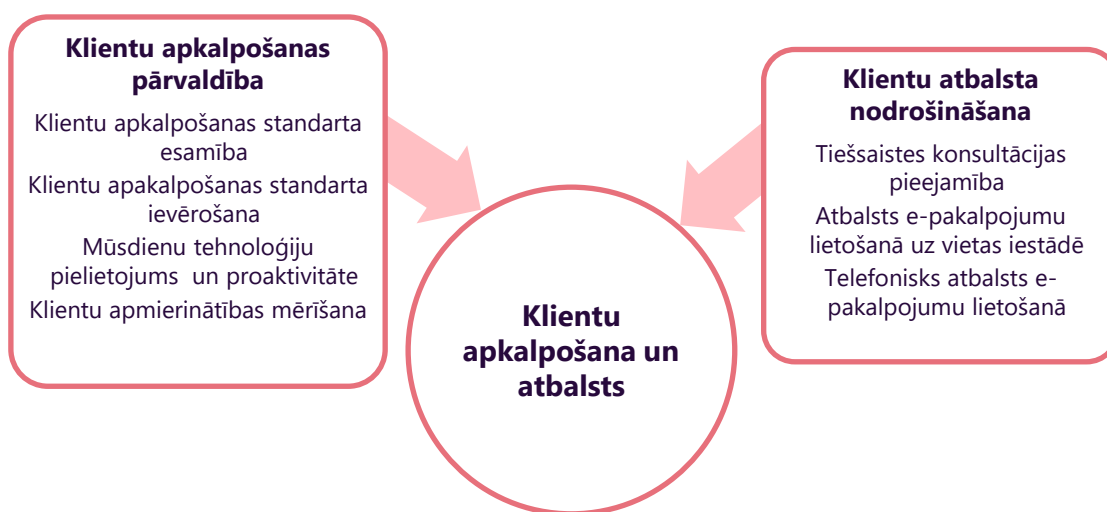 Klientu apkalpošanas
pārvaldība
Klientu apkalpošanas standarta
esamība
Klientu apakalpošanas standarta
ievērošana
Mūsdienu tehnoloģiju
pielietojums  un proaktivitāte
Klientu apmierinātības mērīšana
Klientu atbalsta
nodrošināšana
Tiešsaistes konsultācijas
pieejamība
Atbalsts e-pakalpojumu
lietošanā uz vietas iestādē
Telefonisks atbalsts e-
pakalpojumu lietošanā
Klientu
apkalpošana un
atbalsts